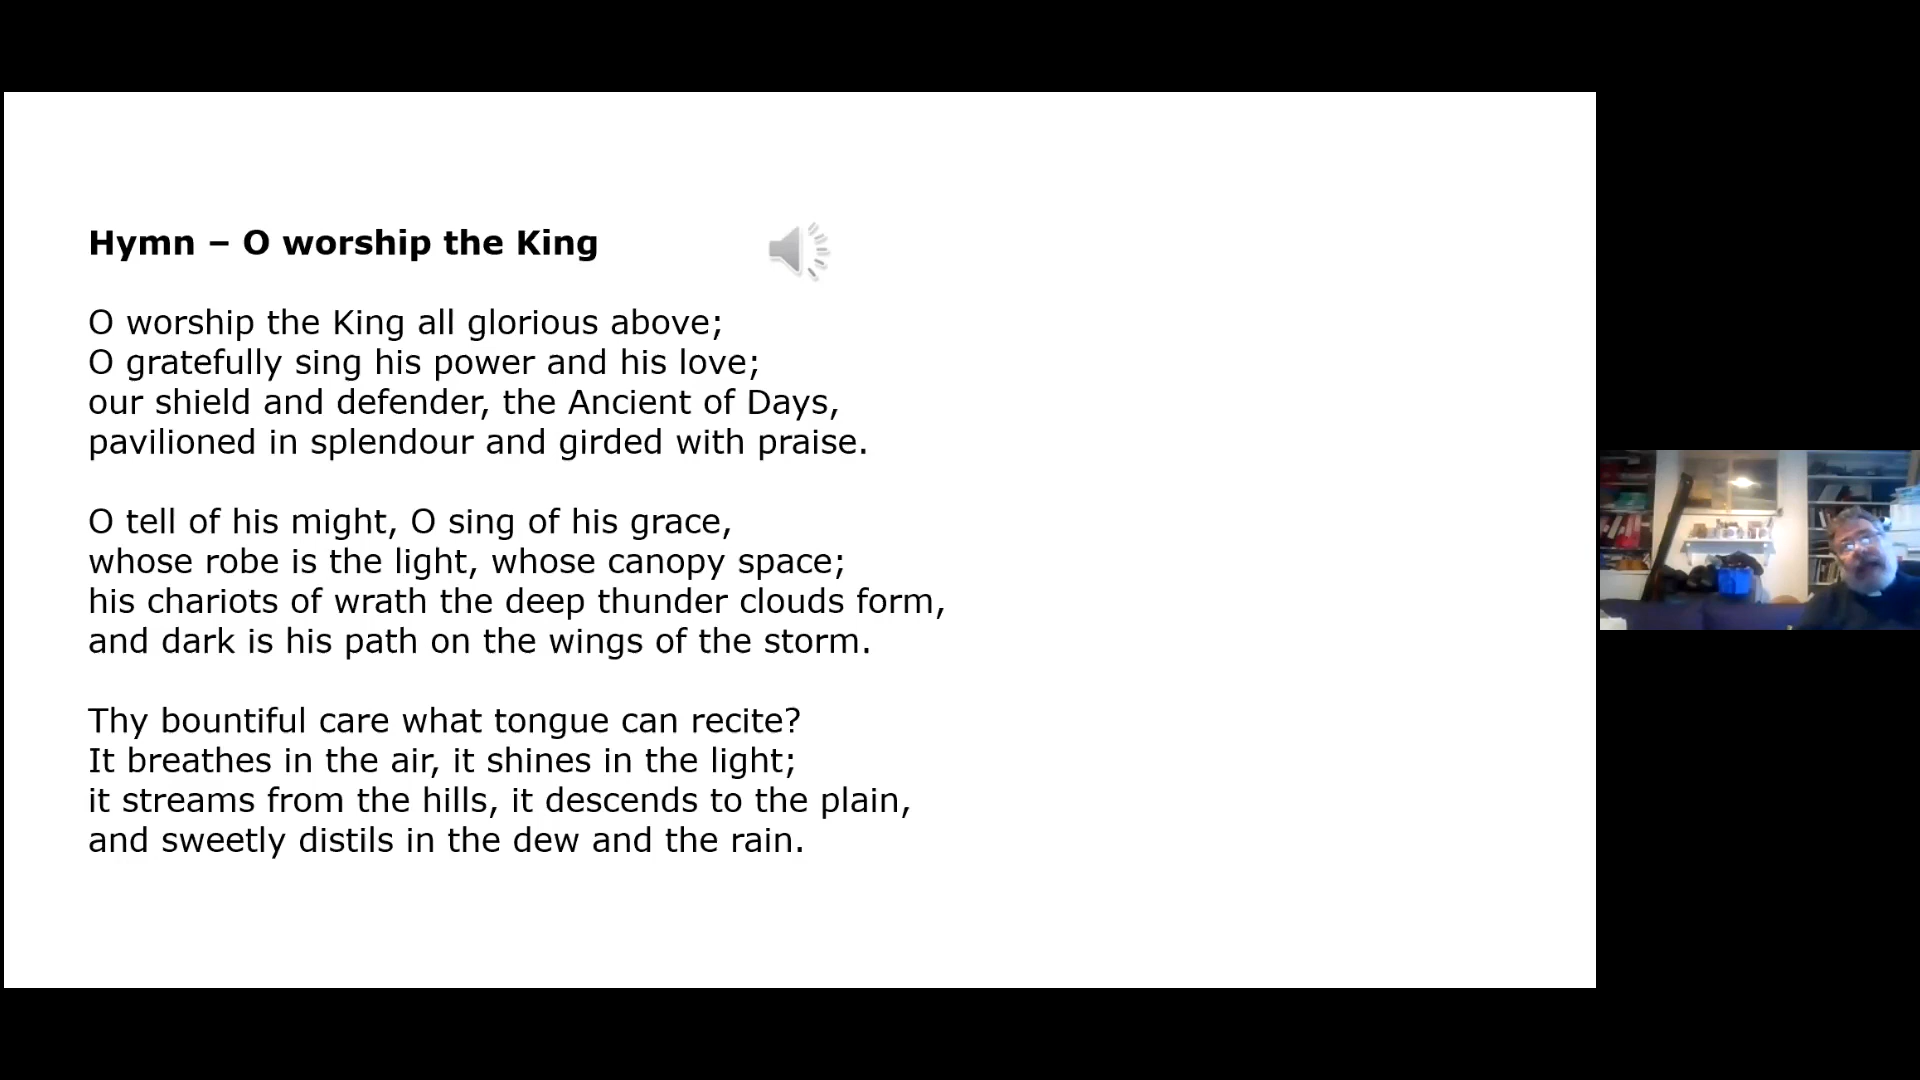 Hymn – O worship the King
O worship the King all glorious above;
O gratefully sing his power and his love;
our shield and defender, the Ancient of Days,
pavilioned in splendour and girded with praise.
O tell of his might, O sing of his grace,
whose robe is the light, whose canopy space;
his chariots of wrath the deep thunder clouds form,
and dark is his path on the wings of the storm.
Thy bountiful care what tongue can recite?
It breathes in the air, it shines in the light;
it streams from the hills, it descends to the plain,
and sweetly distils in the dew and the rain.